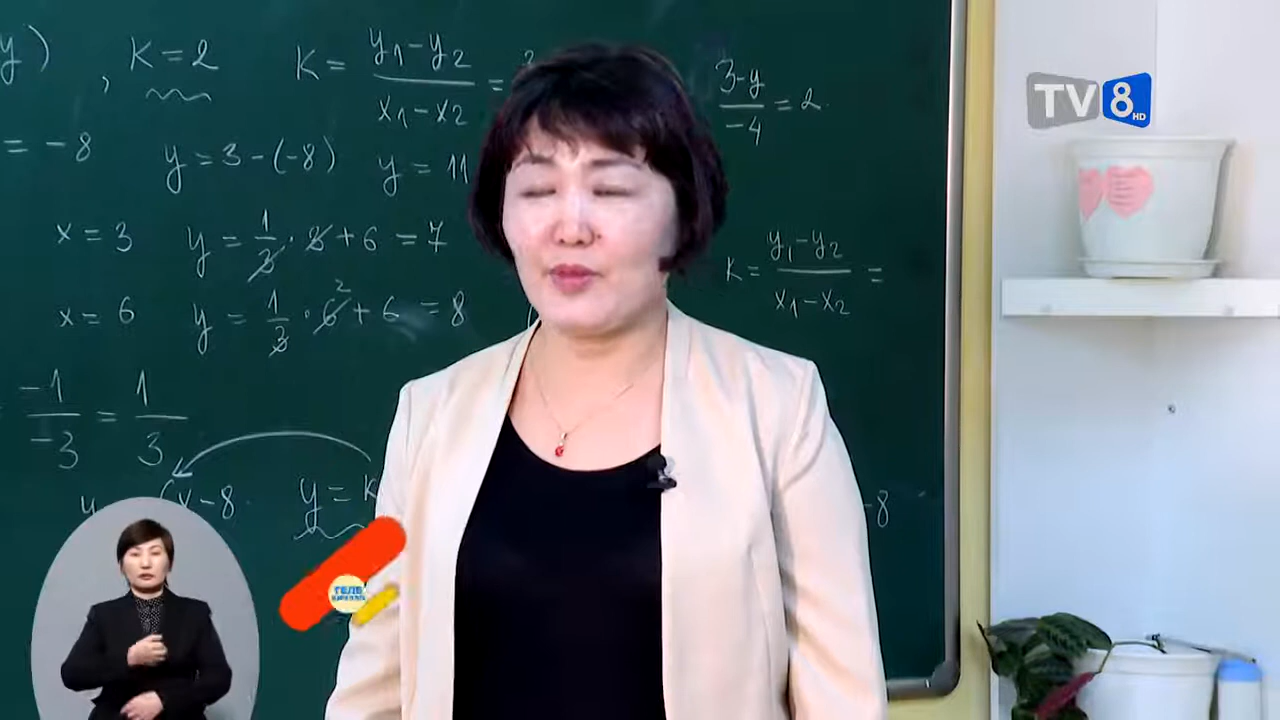 y) , K = 2
K = y₁-y₂ / x₁-x₂ =
3-y / -4 = 2.
TV8 HD
= -8
y = 3-(-8)
y = 11
x = 3
y = 1/3 · 3 + 6 = 7
K = y₁-y₂ / x₁-x₂ =
x = 6
y = 1/3 · 6 2 + 6 = 8
-1 / -3 = 1 / 3
x-8.
y = K
-8